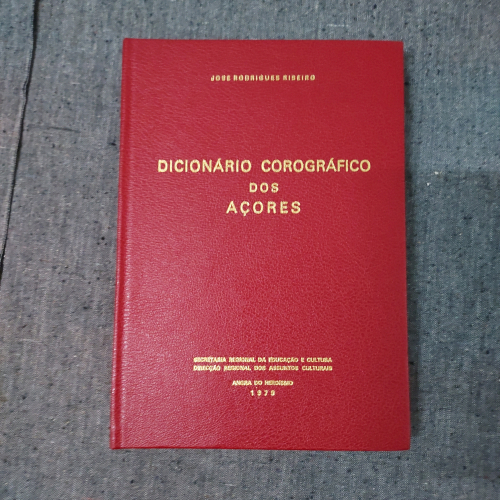 JOSÉ RODRIGUES RIBEIRO
DICIONÁRIO COROGRÁFICO
DOS
AÇORES
SECRETARIA REGIONAL DA EDUCAÇÃO E CULTURA
DIRECÇÃO REGIONAL DOS ASSUNTOS CULTURAIS
ANGRA DO HEROÍSMO
1979